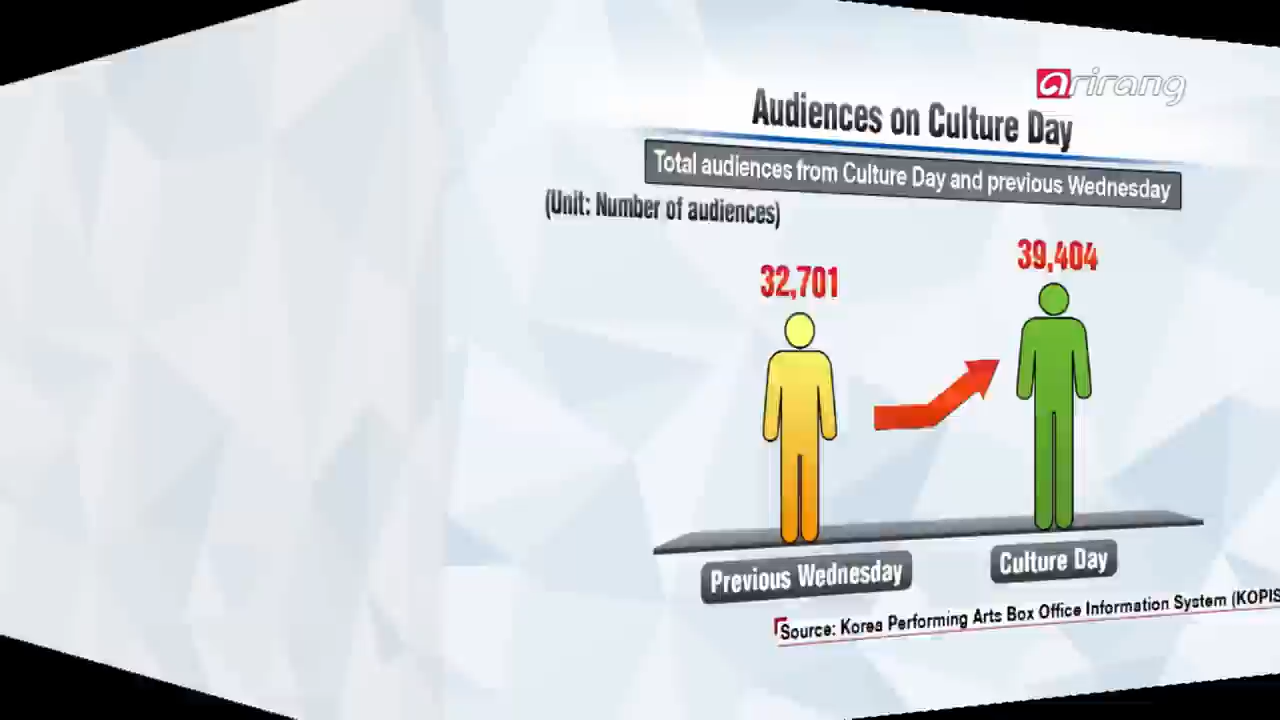 arirang
Audiences on Culture Day
Total audiences from Culture Day and previous Wednesday
(Unit: Number of audiences)
32,701
39,404
Previous Wednesday
Culture Day
Source: Korea Performing Arts Box Office Information System (KOPIS